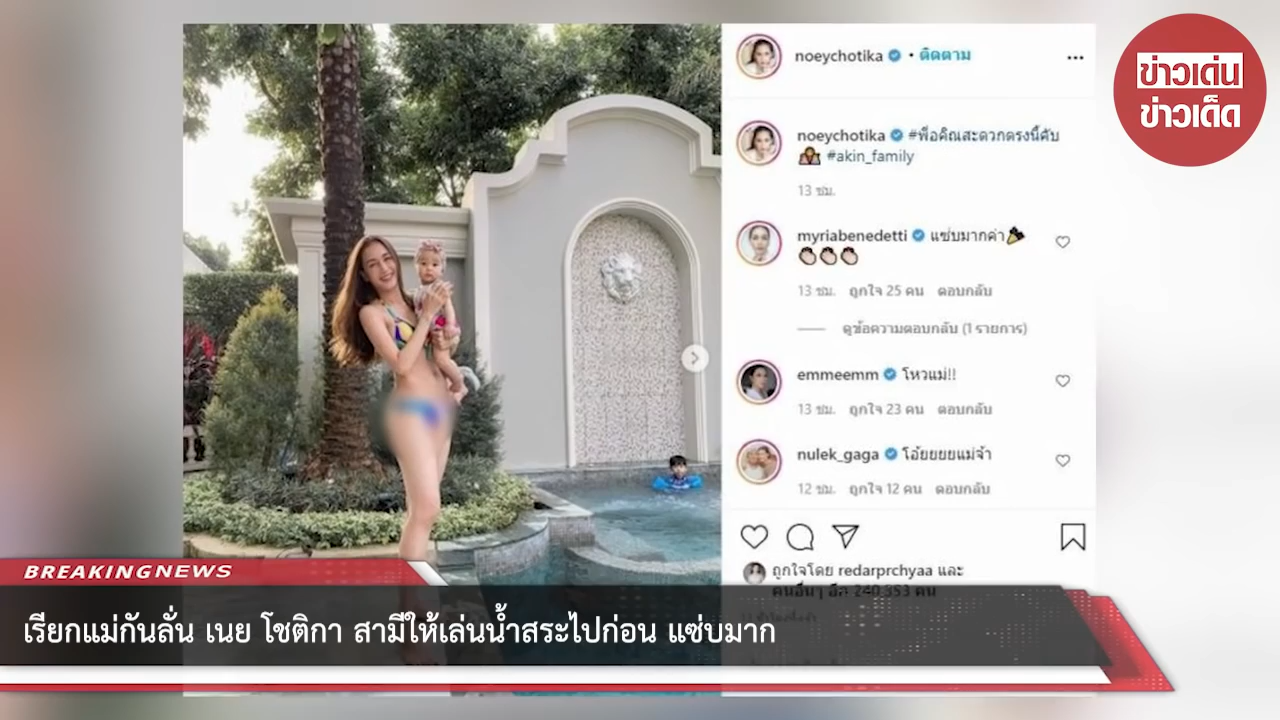 noeychotika • ติดตาม
noeychotika #พ่อคิณสะดวกตรงนี้คับ
#akin_family
13 ชม.
myriabenedetti แซ่บมากค่า
13 ชม. ถูกใจ 25 คน ตอบกลับ
ดูข้อความตอบกลับ (1 รายการ)
emmeemm โหวแม่!!
13 ชม. ถูกใจ 23 คน ตอบกลับ
nulek_gaga โอ้ยยยยแม่จ๋า
12 ชม. ถูกใจ 12 คน ตอบกลับ
ถูกใจโดย redarprchyaa และ
คนอื่นๆ อีก 240,353 คน
ข่าวเด่น
ข่าวเด็ด
BREAKINGNEWS
เรียกแม่กันลั่น เนย โชติกา สามีให้เล่นน้ำสระไปก่อน แซ่บมาก